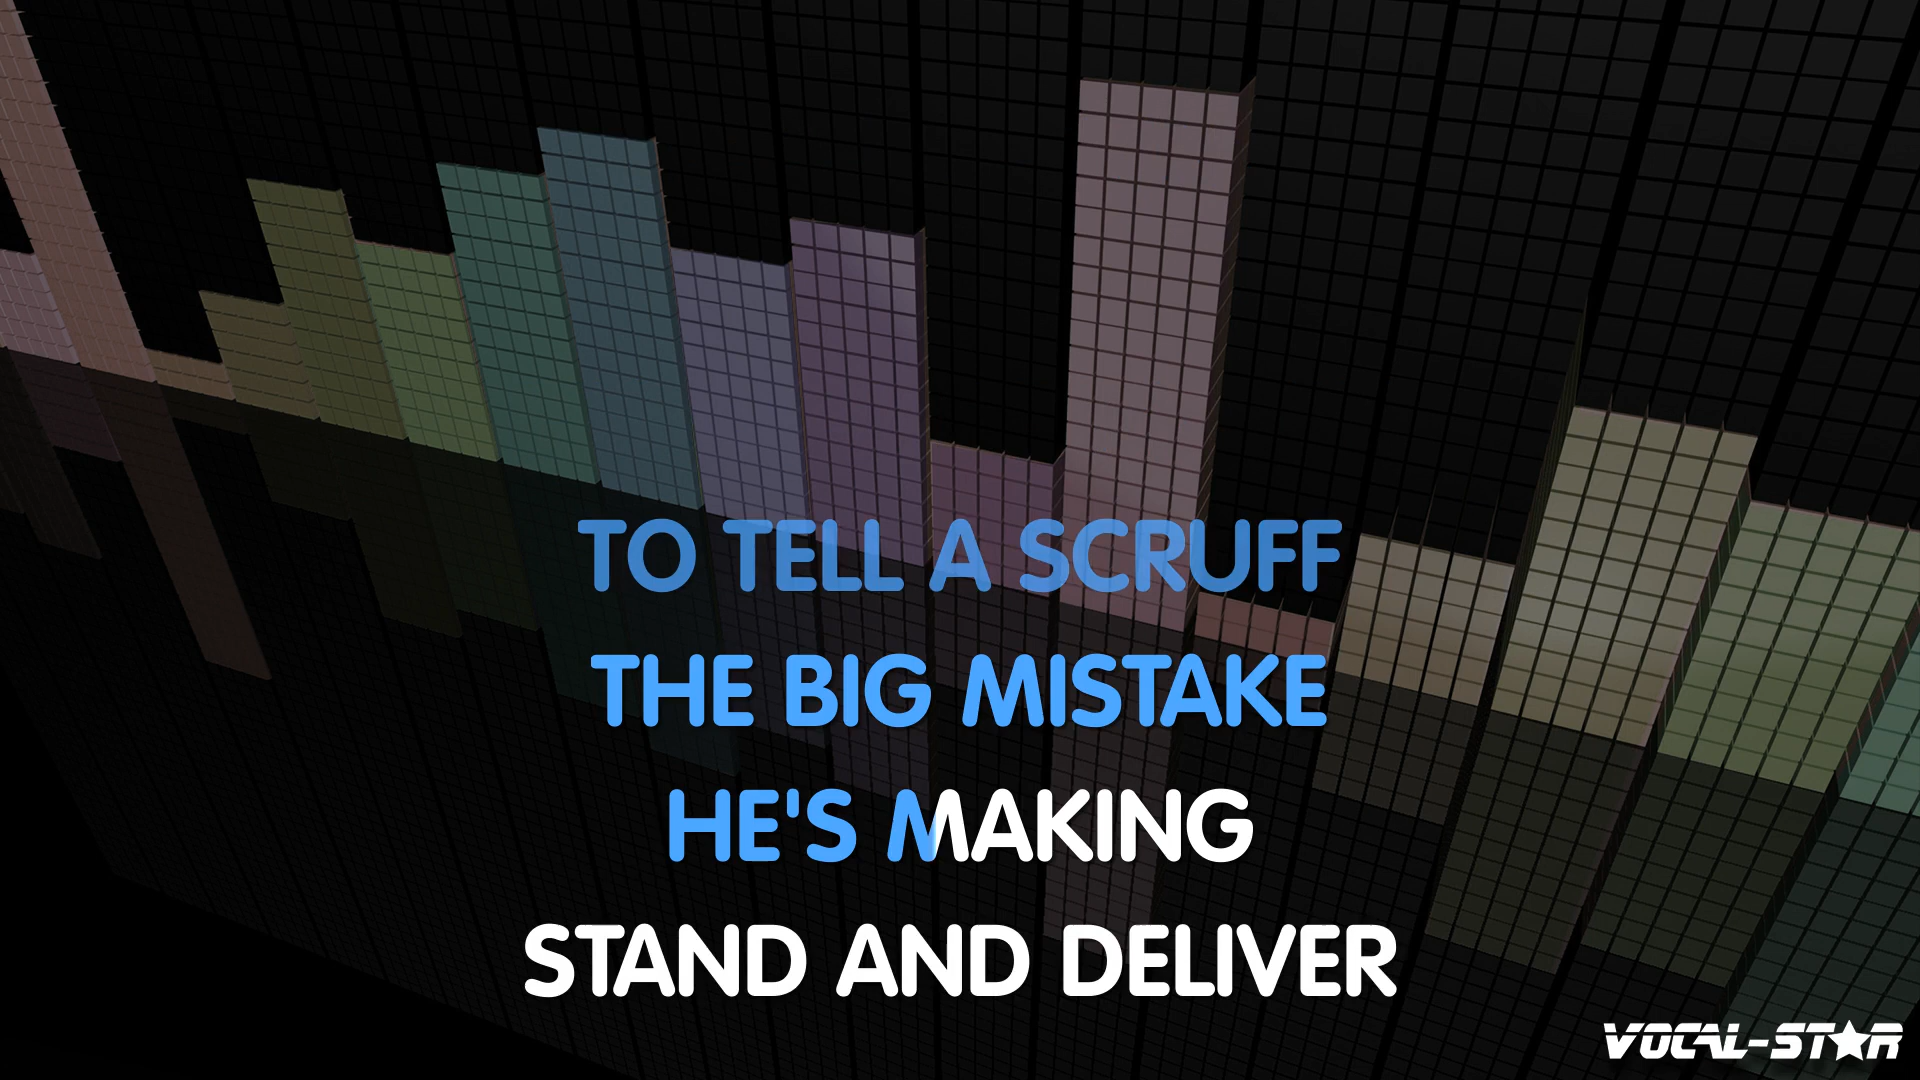 TO TELL A SCRUFF
THE BIG MISTAKE
HE'S MAKING
STAND AND DELIVER
VOCAL-STAR